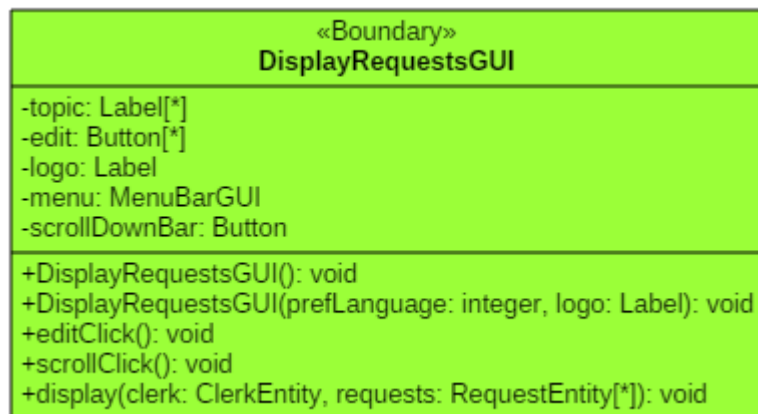 «Boundary»
DisplayRequestsGUI
-topic: Label[*]
-edit: Button[*]
-logo: Label
-menu: MenuBarGUI
-scrollDownBar: Button
+DisplayRequestsGUI(): void
+DisplayRequestsGUI(prefLanguage: integer, logo: Label): void
+editClick(): void
+scrollClick(): void
+display(clerk: ClerkEntity, requests: RequestEntity[*]): void